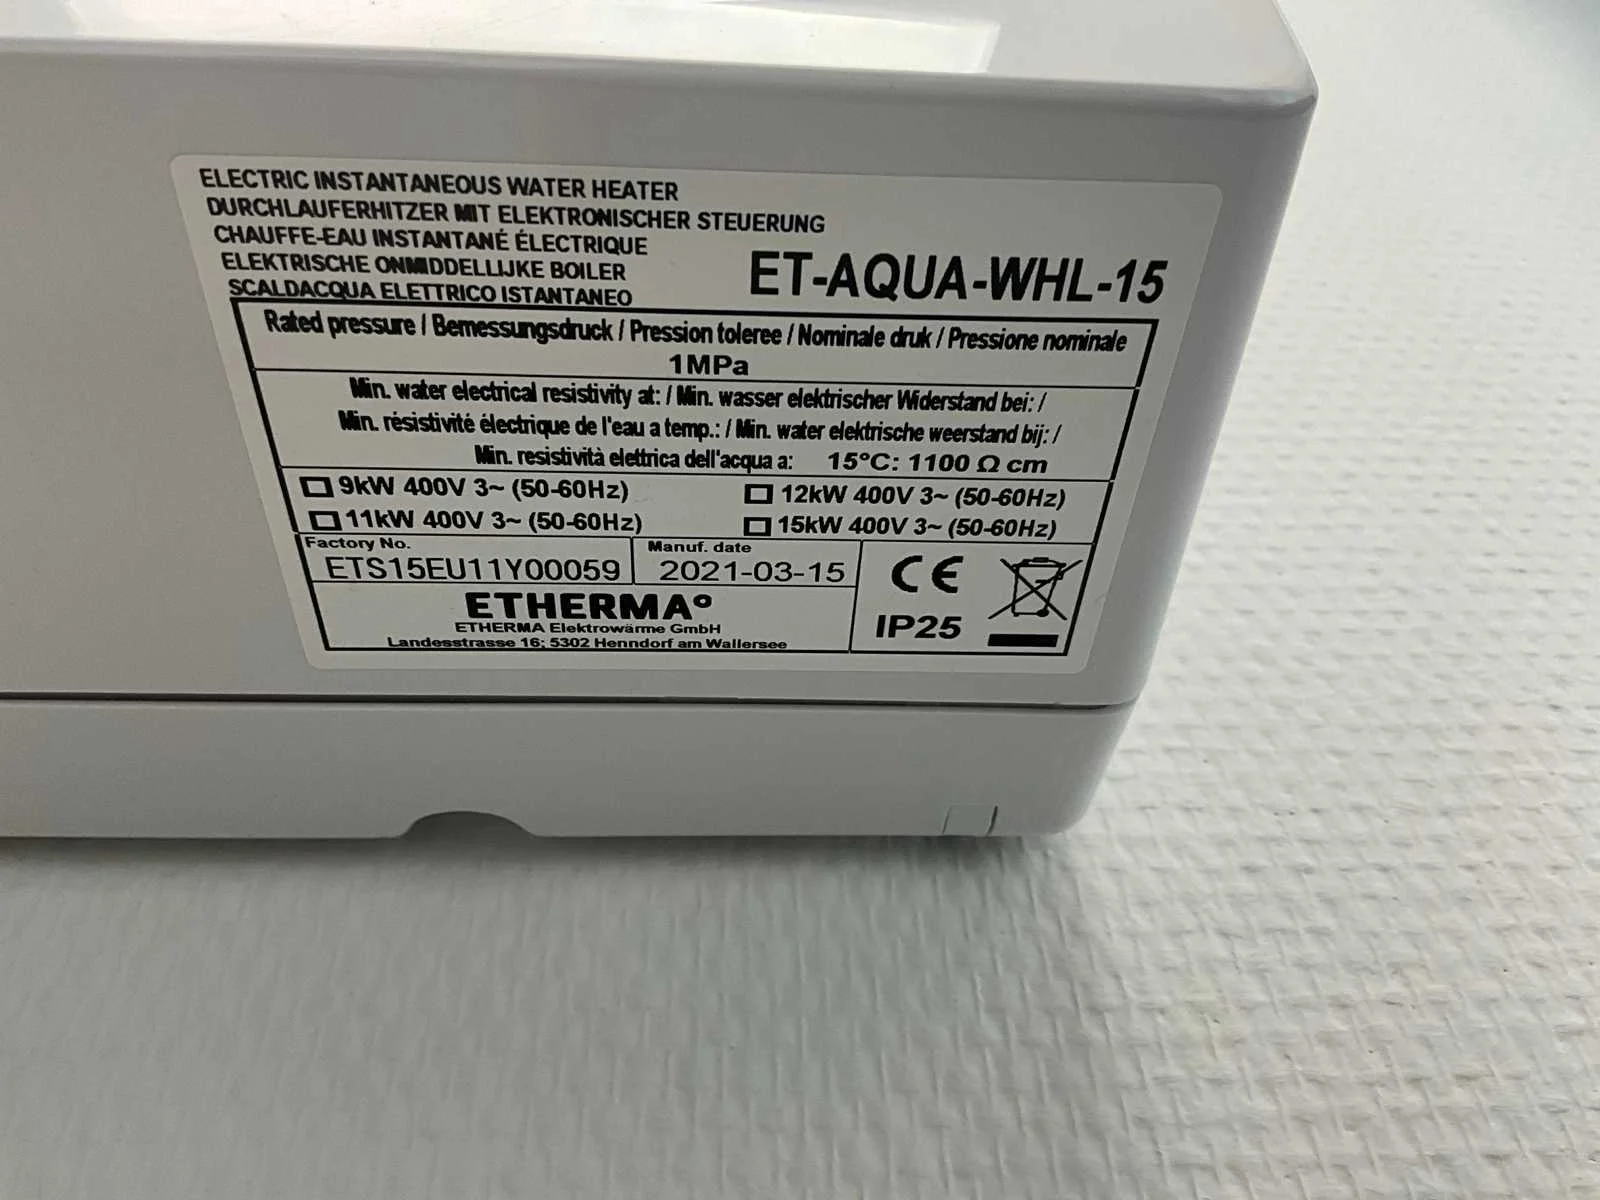 ELECTRIC INSTANTANEOUS WATER HEATER
DURCHLAUFERHITZER MIT ELEKTRONISCHER STEUERUNG
CHAUFFE-EAU INSTANTANÉ ÉLECTRIQUE
ELEKTRISCHE ONMIDDELLIJKE BOILER
SCALDACQUA ELETTRICO ISTANTANEO
ET-AQUA-WHL-15
Rated pressure / Bemessungsdruck / Pression toleree / Nominale druk / Pressione nominale
1MPa
Min. water electrical resistivity at: / Min. wasser elektrischer Widerstand bei: /
Min. résistivité électrique de l'eau a temp.: / Min. water elektrische weerstand bij: /
Min. resistività elettrica dell'acqua a: 15°C: 1100 Ω cm
☐ 9kW 400V 3~ (50-60Hz) ☐ 12kW 400V 3~ (50-60Hz)
☐ 11kW 400V 3~ (50-60Hz) ☐ 15kW 400V 3~ (50-60Hz)
Factory No.
ETS15EU11Y00059
Manuf. date
2021-03-15
CE
IP25
ETHERMA°
ETHERMA Elektrowärme GmbH
Landesstrasse 16; 5302 Henndorf am Wallersee